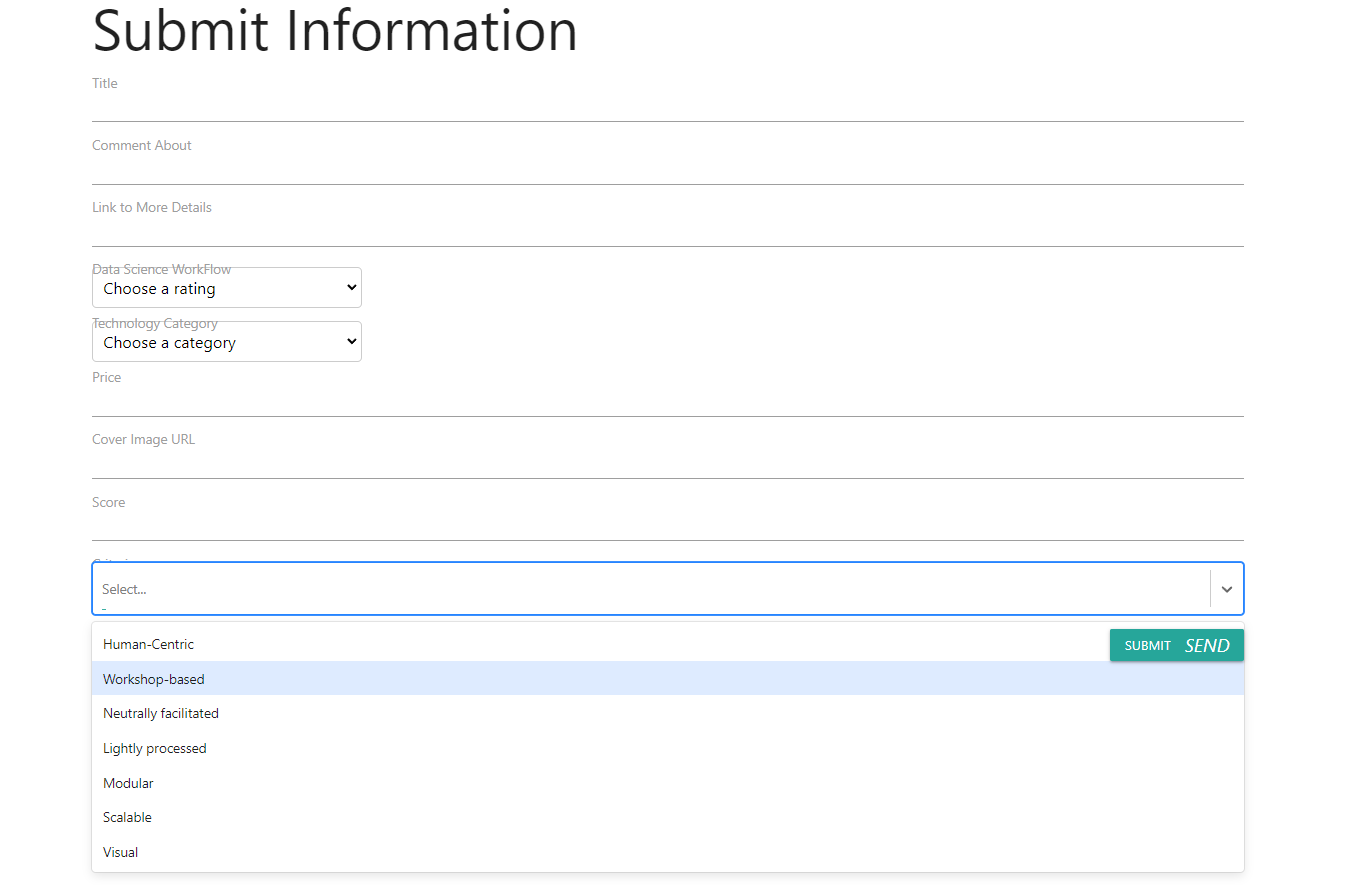 Submit Information
Title
Comment About
Link to More Details
Data Science WorkFlow
Choose a rating
Technology Category
Choose a category
Price
Cover Image URL
Score
Select...
Human-Centric
SUBMIT SEND
Workshop-based
Neutrally facilitated
Lightly processed
Modular
Scalable
Visual